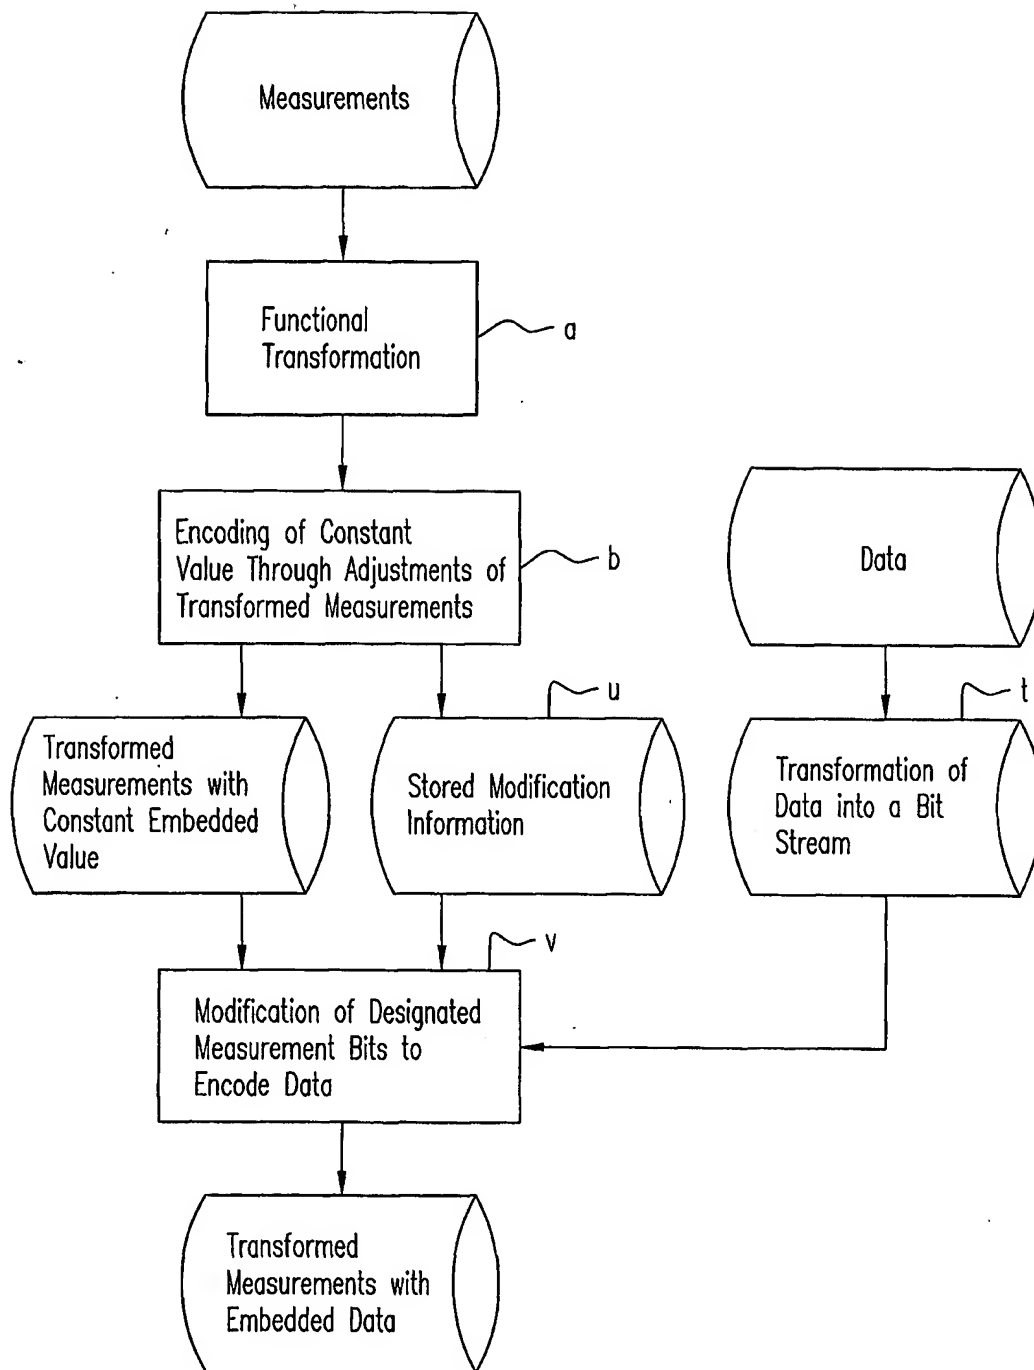 Measurements
Functional
Transformation
a
Encoding of Constant
Value Through Adjustments of
Transformed Measurements
b
Data
u
t
Transformed
Measurements with
Constant Embedded
Value
Stored Modification
Information
Transformation of
Data into a Bit
Stream
v
Modification of Designated
Measurement Bits to
Encode Data
Transformed
Measurements with
Embedded Data